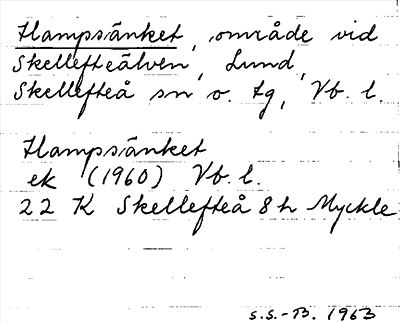 Hampsänket, område vid
Skellefteälven, Lund,
Skellefteå sn o. tg, Vb. l.
Hampsänket
ek (1960) Vb. l.
22 K Skellefteå 8 h Myckle
S.S.-B. 1963